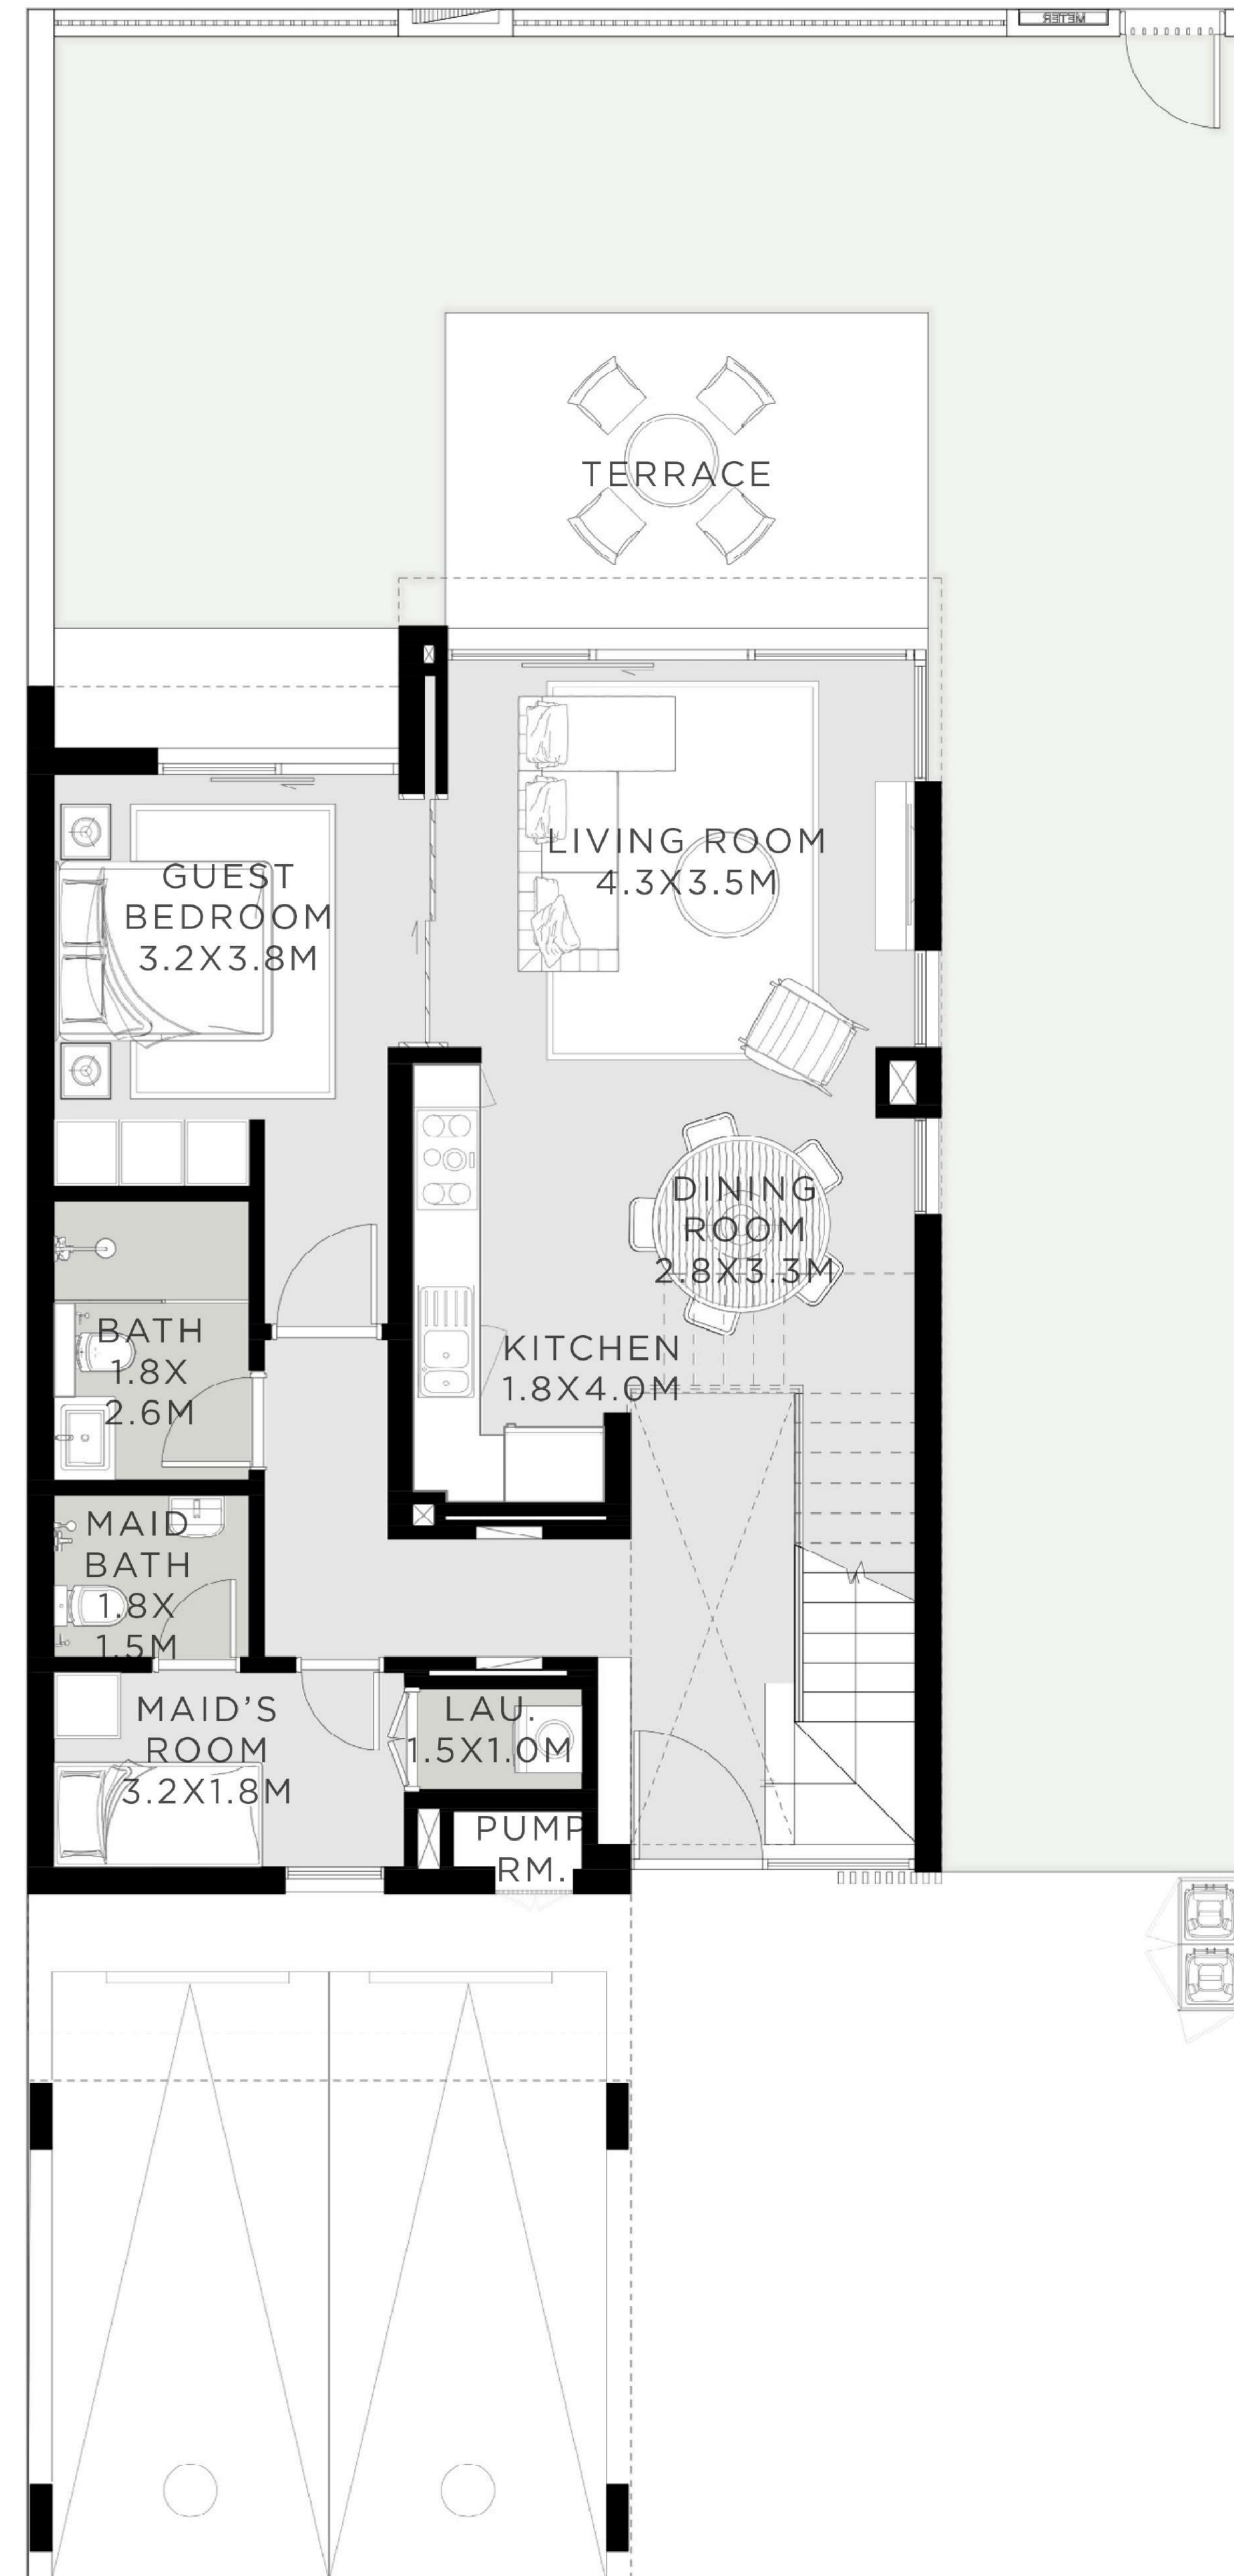 METER
TERRACE
LIVING ROOM
4.3X3.5M
GUEST
BEDROOM
3.2X3.8M
DINING
ROOM
2.8X3.3M
BATH
1.8X
2.6M
KITCHEN
1.8X4.0M
MAID
BATH
1.8X
1.5M
MAID'S
ROOM
3.2X1.8M
LAU.
1.5X1.0M
PUMP
RM.